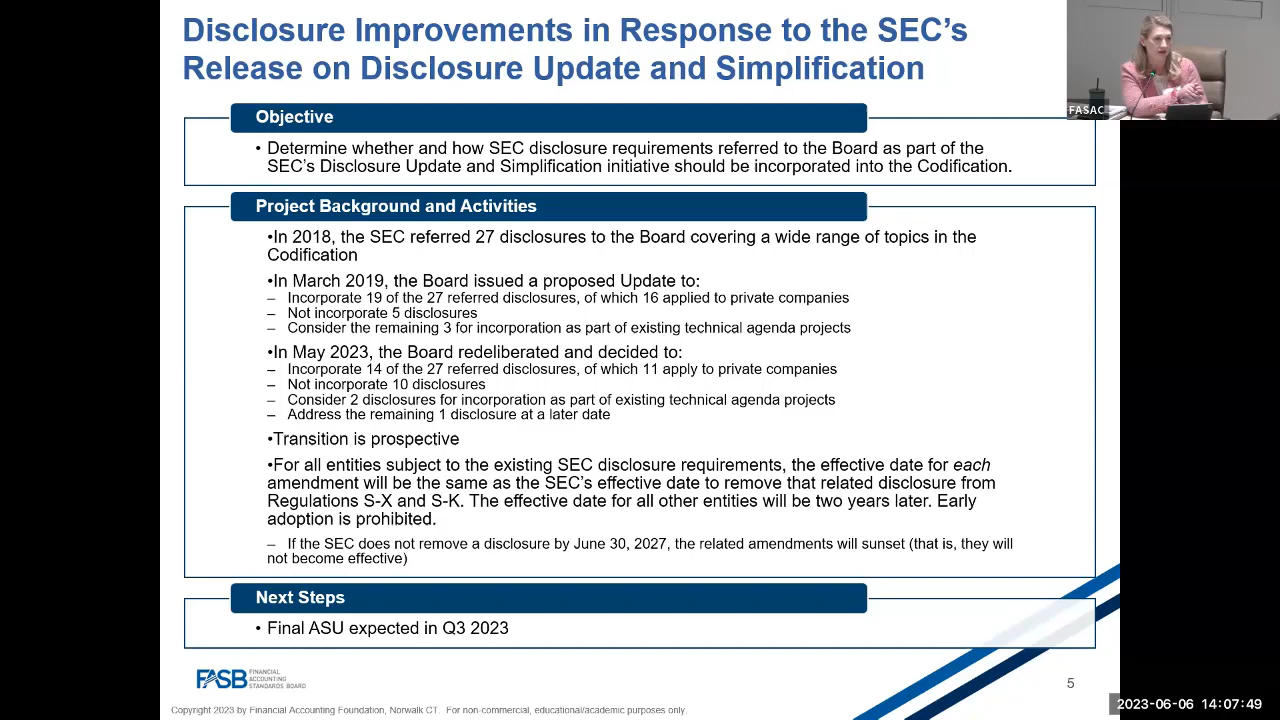 Disclosure Improvements in Response to the SEC's
Release on Disclosure Update and Simplification
FASAC
Objective
• Determine whether and how SEC disclosure requirements referred to the Board as part of the
SEC's Disclosure Update and Simplification initiative should be incorporated into the Codification.
Project Background and Activities
•In 2018, the SEC referred 27 disclosures to the Board covering a wide range of topics in the
Codification
•In March 2019, the Board issued a proposed Update to:
– Incorporate 19 of the 27 referred disclosures, of which 16 applied to private companies
– Not incorporate 5 disclosures
– Consider the remaining 3 for incorporation as part of existing technical agenda projects
•In May 2023, the Board redeliberated and decided to:
– Incorporate 14 of the 27 referred disclosures, of which 11 apply to private companies
– Not incorporate 10 disclosures
– Consider 2 disclosures for incorporation as part of existing technical agenda projects
– Address the remaining 1 disclosure at a later date
•Transition is prospective
•For all entities subject to the existing SEC disclosure requirements, the effective date for each
amendment will be the same as the SEC's effective date to remove that related disclosure from
Regulations S-X and S-K. The effective date for all other entities will be two years later. Early
adoption is prohibited.
– If the SEC does not remove a disclosure by June 30, 2027, the related amendments will sunset (that is, they will
not become effective)
Next Steps
• Final ASU expected in Q3 2023
FASB FINANCIAL
ACCOUNTING
STANDARDS BOARD
5
2023-06-06 14:07:49
Copyright 2023 by Financial Accounting Foundation, Norwalk CT. For non-commercial, educational/academic purposes only.